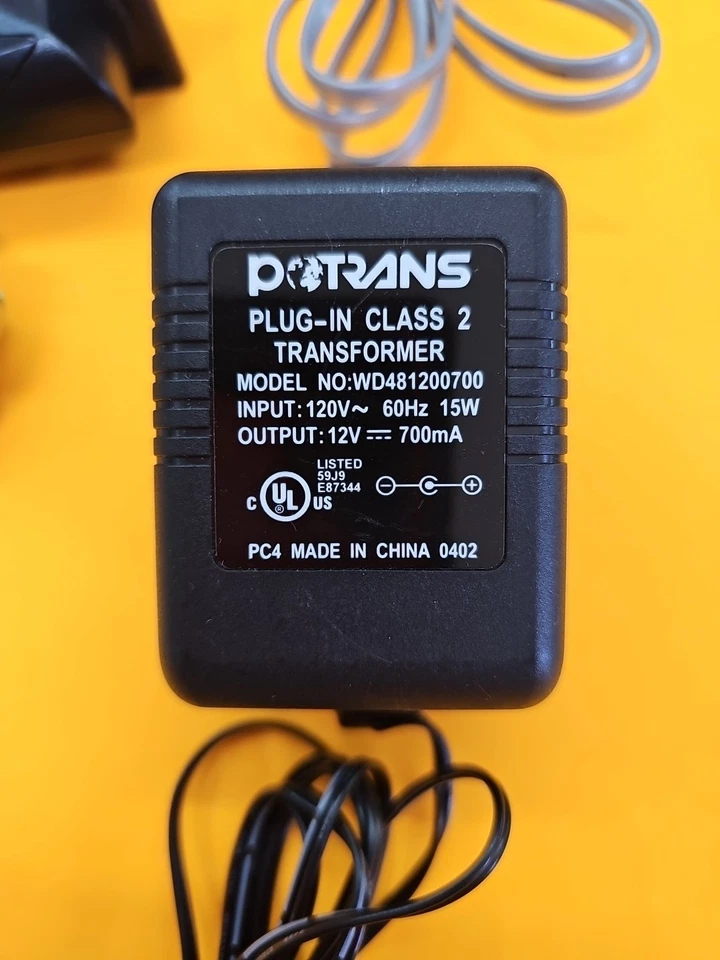 POTRANS
PLUG-IN CLASS 2
TRANSFORMER
MODEL NO:WD481200700
INPUT: 120V~ 60Hz 15W
OUTPUT: 12V⎓ 700mA
LISTED
59J9
E87344
C UL US
PC4 MADE IN CHINA 0402